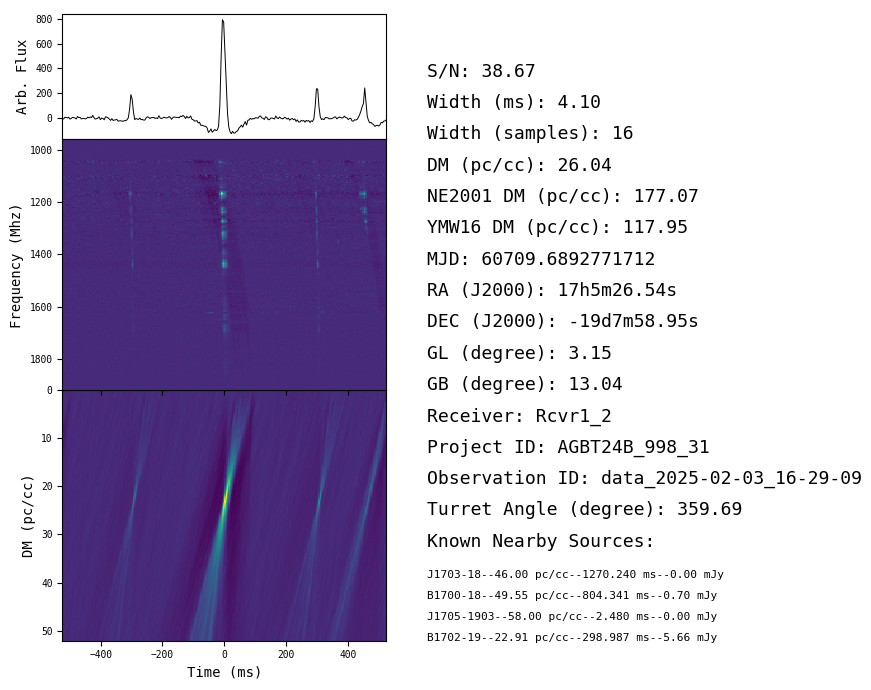 800
600
400
200
0
Arb. Flux
1000
1200
1400
1600
1800
Frequency (Mhz)
0
10
20
30
40
50
DM (pc/cc)
−400
−200
0
200
400
Time (ms)
S/N: 38.67
Width (ms): 4.10
Width (samples): 16
DM (pc/cc): 26.04
NE2001 DM (pc/cc): 177.07
YMW16 DM (pc/cc): 117.95
MJD: 60709.6892771712
RA (J2000): 17h5m26.54s
DEC (J2000): -19d7m58.95s
GL (degree): 3.15
GB (degree): 13.04
Receiver: Rcvr1_2
Project ID: AGBT24B_998_31
Observation ID: data_2025-02-03_16-29-09
Turret Angle (degree): 359.69
Known Nearby Sources:
J1703-18--46.00 pc/cc--1270.240 ms--0.00 mJy
B1700-18--49.55 pc/cc--804.341 ms--0.70 mJy
J1705-1903--58.00 pc/cc--2.480 ms--0.00 mJy
B1702-19--22.91 pc/cc--298.987 ms--5.66 mJy